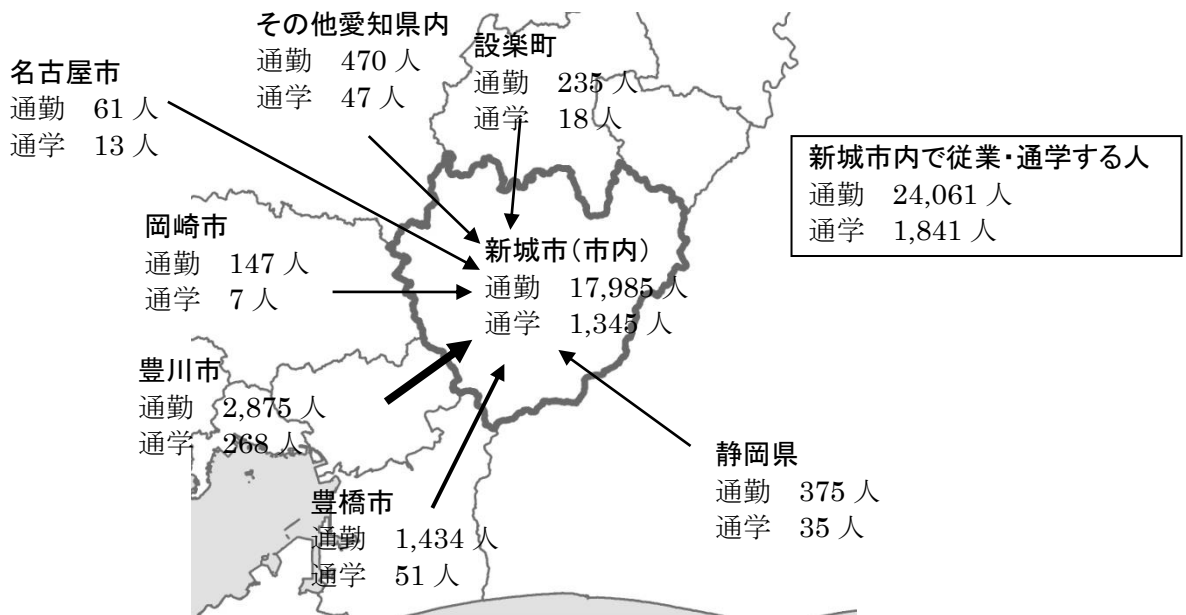 その他愛知県内
通勤 470 人
通学 47 人
設楽町
通勤 235 人
通学 18 人
名古屋市
通勤 61 人
通学 13 人
新城市内で従業・通学する人
通勤 24,061 人
通学 1,841 人
岡崎市
通勤 147 人
通学 7 人
新城市(市内)
通勤 17,985 人
通学 1,345 人
豊川市
通勤 2,875 人
通学 268 人
静岡県
通勤 375 人
通学 35 人
豊橋市
通勤 1,434 人
通学 51 人